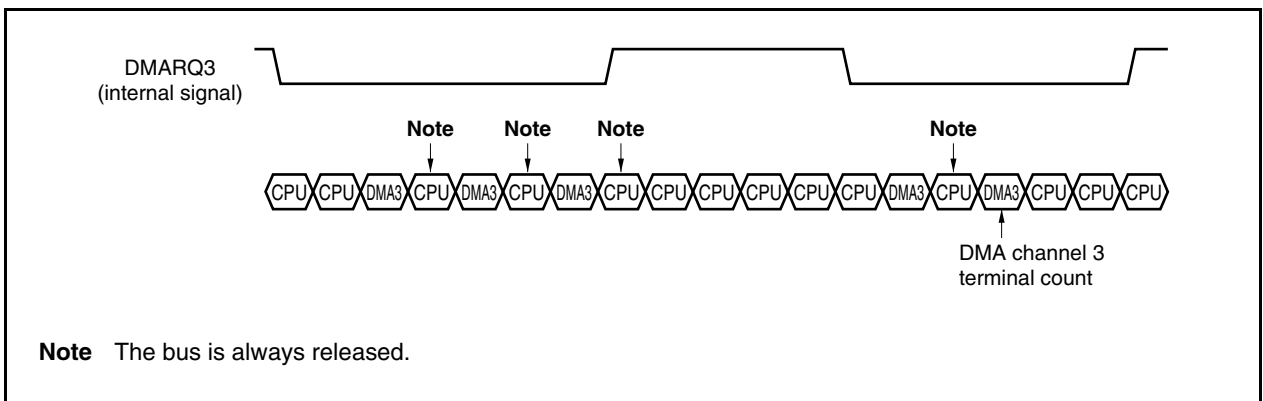 DMARQ3
(internal signal)
Note Note Note Note
CPU CPU DMA3 CPU DMA3 CPU DMA3 CPU CPU CPU CPU CPU CPU DMA3 CPU DMA3 CPU CPU CPU
DMA channel 3
terminal count
Note The bus is always released.